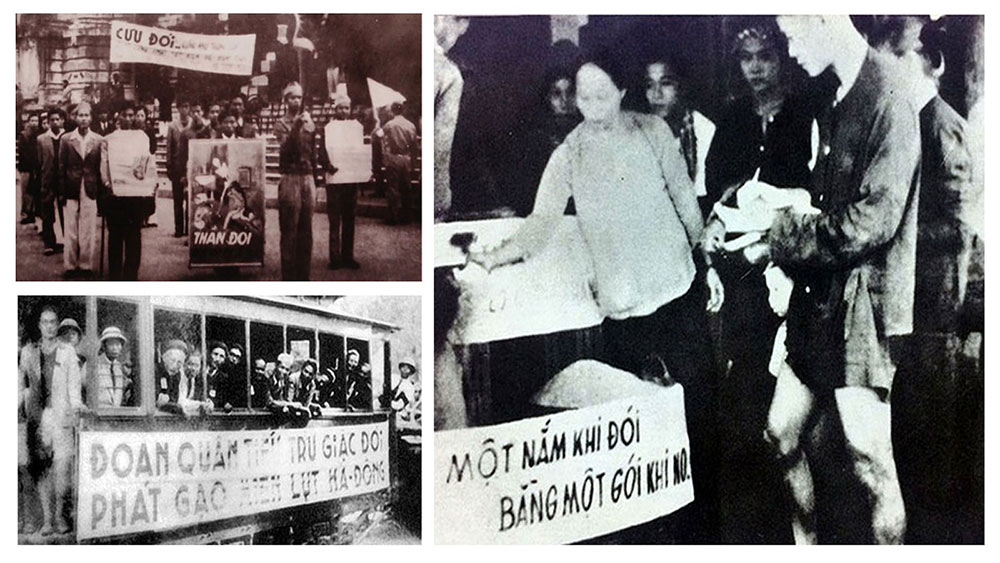 CỨU ĐÓI
THẦN ĐÓI
ĐOÀN QUÂN TIẾP TRỪ GIẶC ĐÓI
PHÁT GẠO LỤT HÀ-ĐÔNG
MỘT NẮM KHI ĐÓI
BẰNG MỘT GÓI KHI NO.